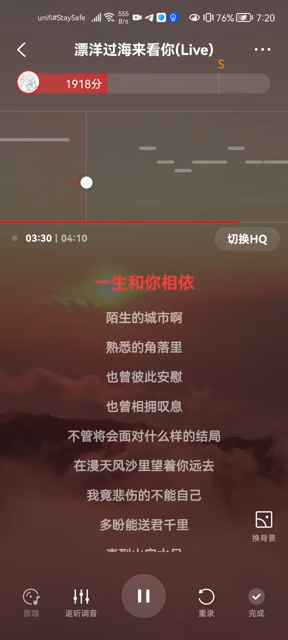 unifi#StaySafe 555 B/s 76% 7:20
漂洋过海来看你(Live)
S
1918分
03:30 | 04:10 切换HQ
一生和你相依
陌生的城市啊
熟悉的角落里
也曾彼此安慰
也曾相拥叹息
不管将会面对什么样的结局
在漫天风沙里望着你远去
我竟悲伤的不能自己
多盼能送君千里
换背景
原唱 返听调音 重录 完成